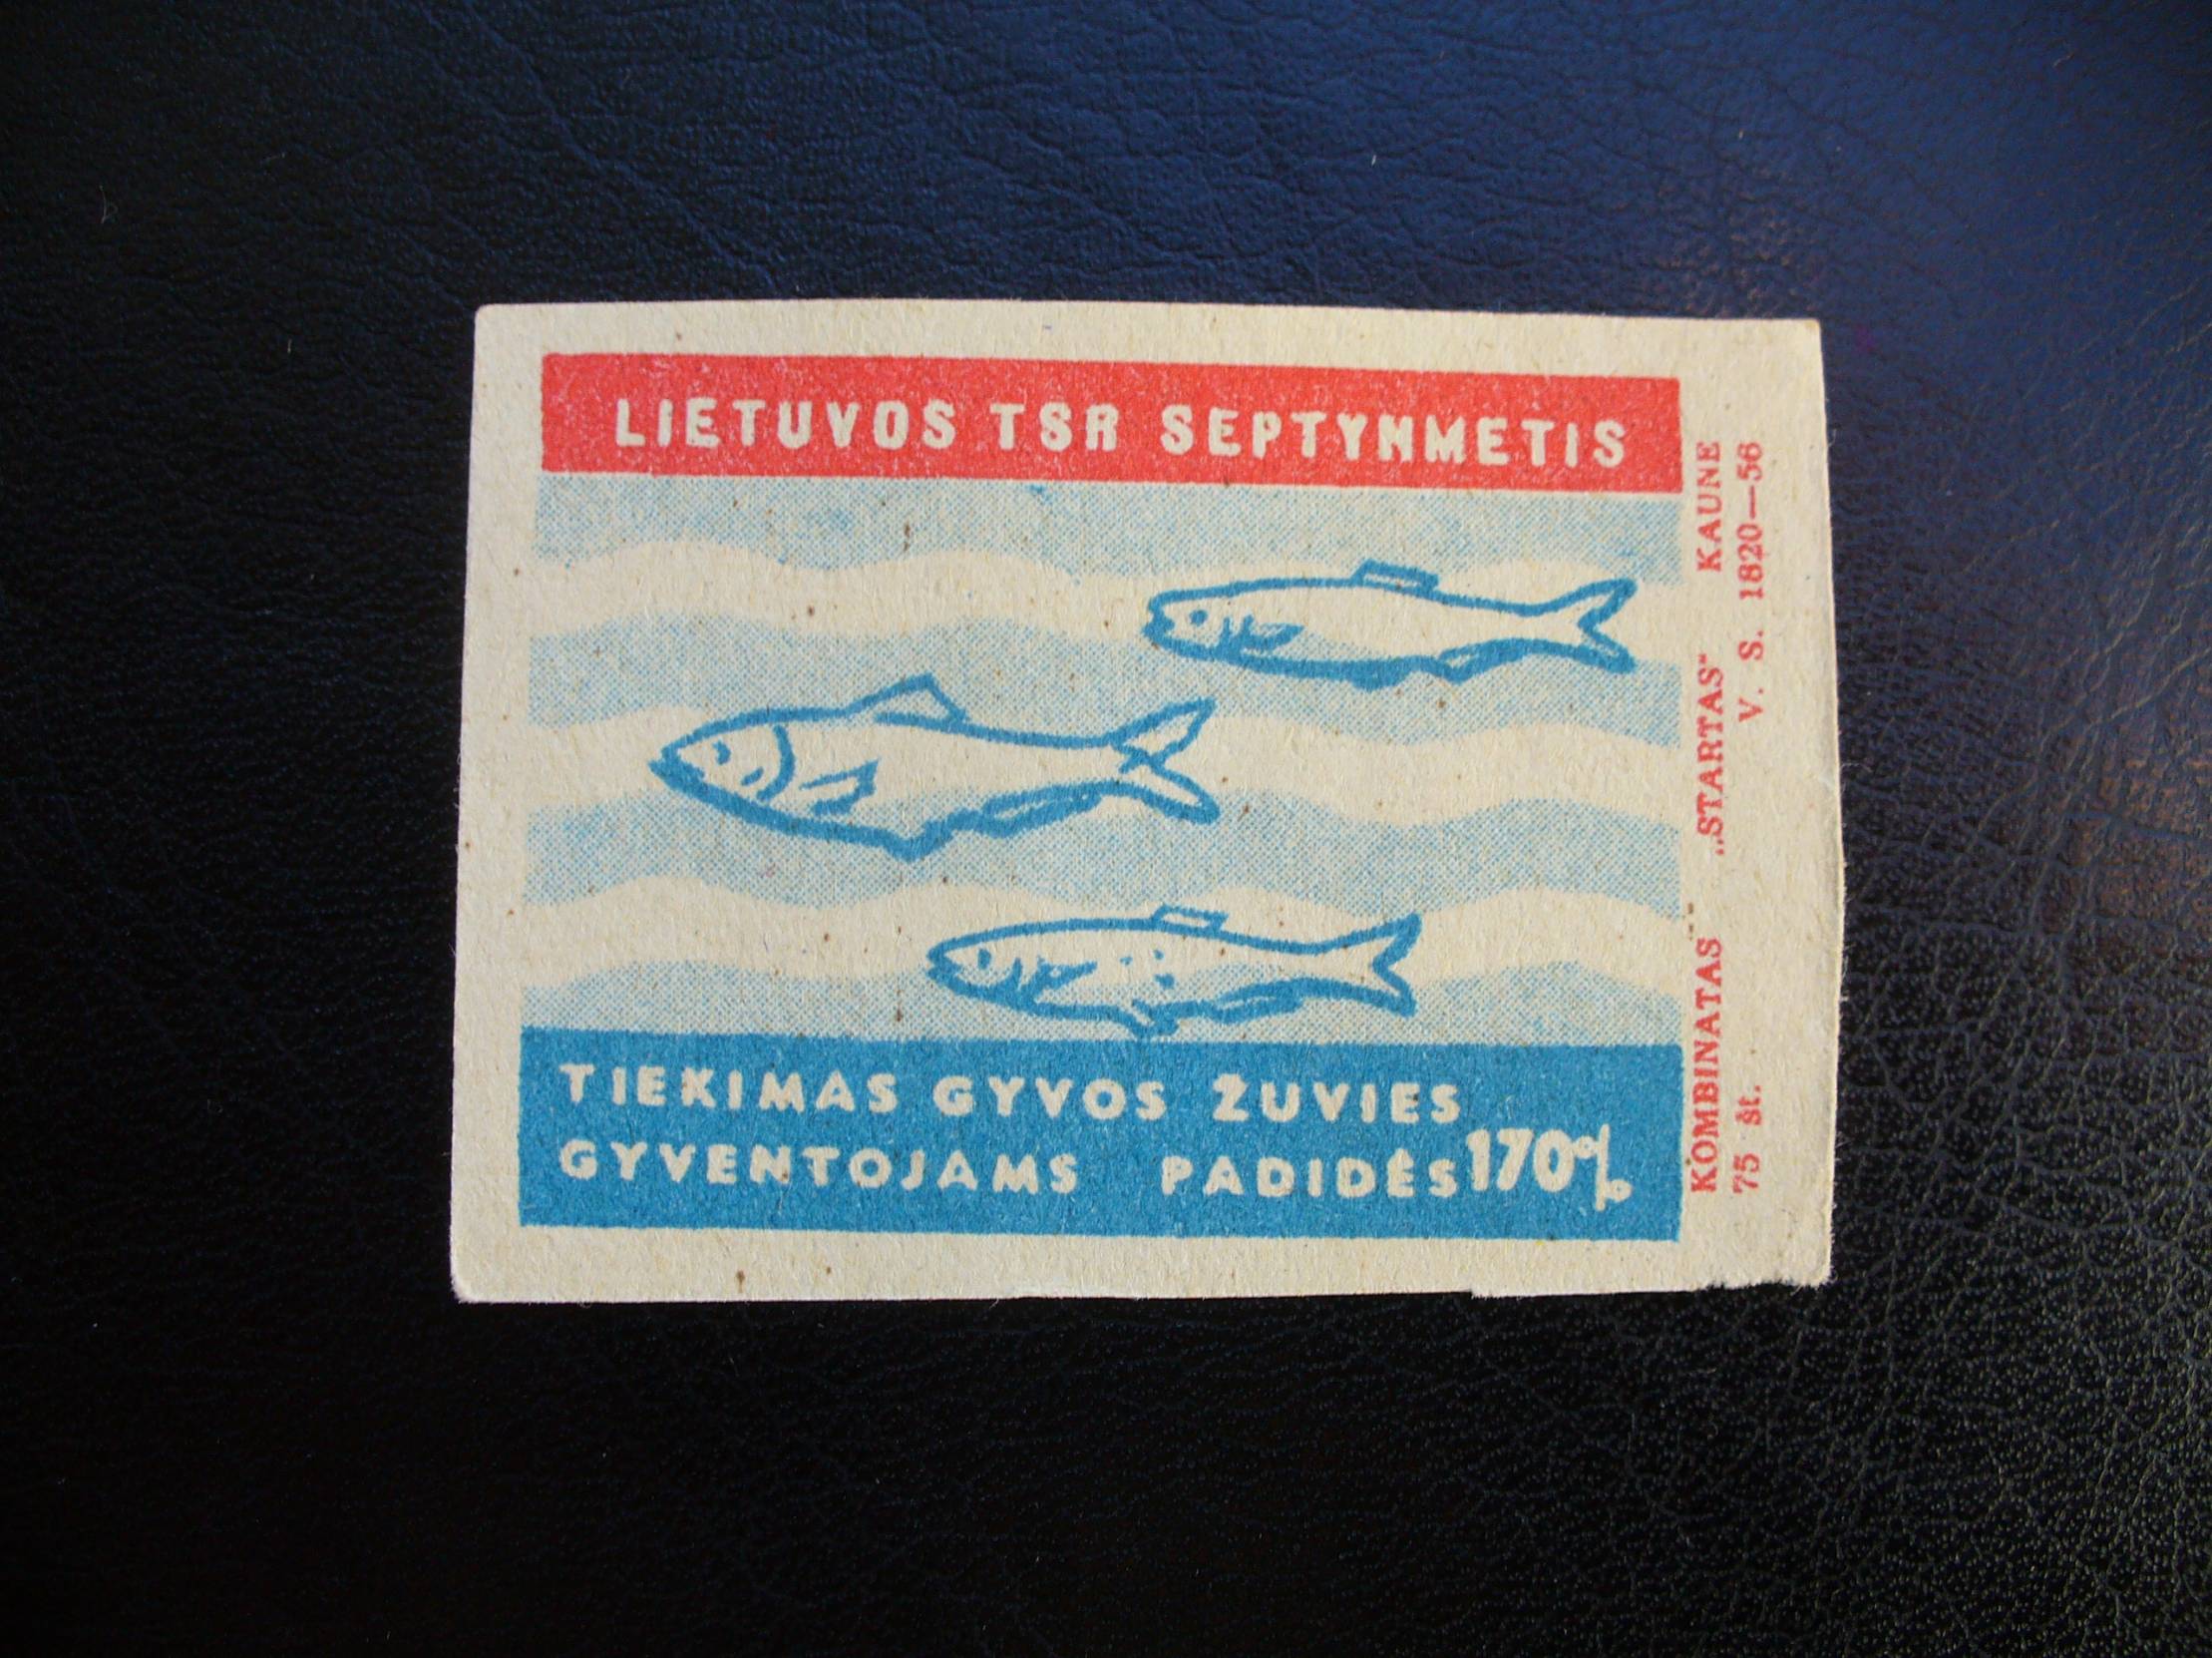 LIETUVOS TSR SEPTYNMETIS
TIEKIMAS GYVOS ŽUVIES
GYVENTOJAMS PADIDĖS 170%
KOMBINATAS „STARTAS“ KAUNE
75 št. V. S. 1820—56